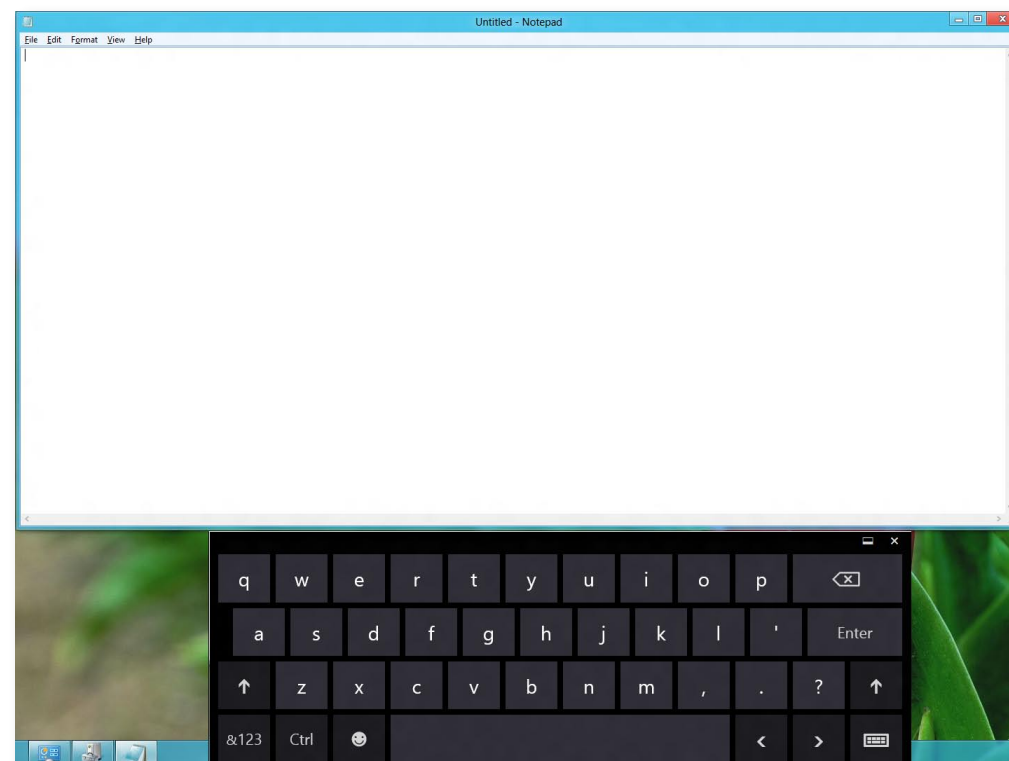 Untitled - Notepad
File Edit Format View Help
q w e r t y u i o p
a s d f g h j k l ' Enter
z x c v b n m , . ?
&123 Ctrl < >